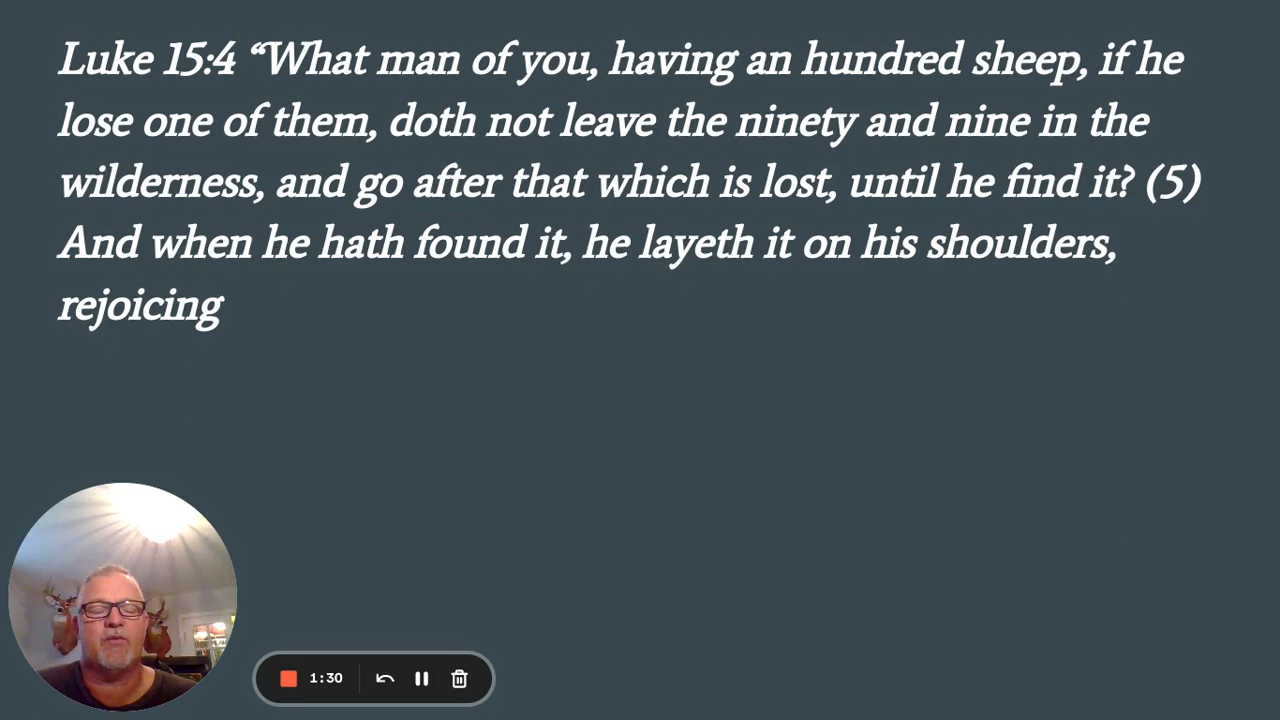 Luke 15:4 “What man of you, having an hundred sheep, if he
lose one of them, doth not leave the ninety and nine in the
wilderness, and go after that which is lost, until he find it? (5)
And when he hath found it, he layeth it on his shoulders,
rejoicing
1:30